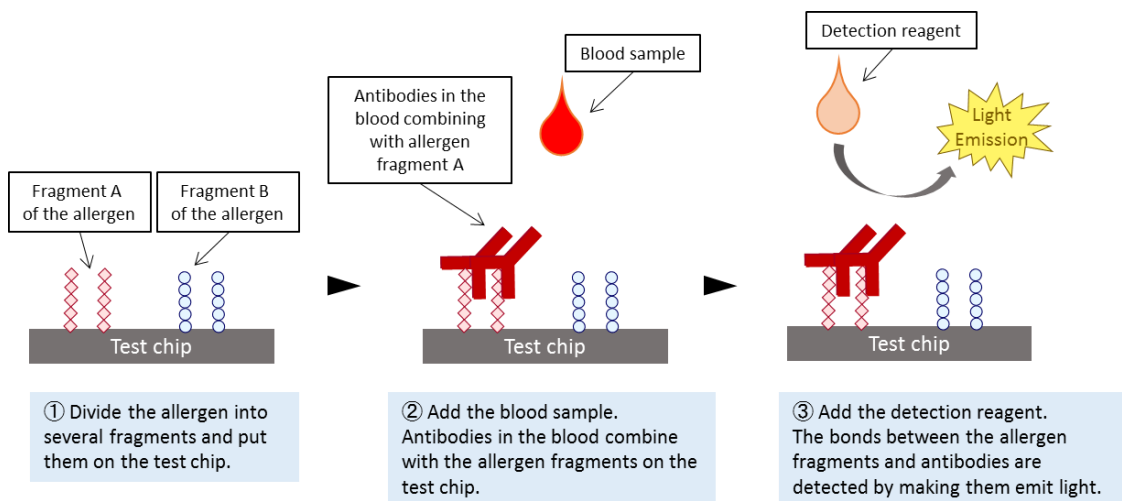 Fragment A
of the allergen
Fragment B
of the allergen
Test chip
① Divide the allergen into
several fragments and put
them on the test chip.
Antibodies in the
blood combining
with allergen
fragment A
Blood sample
Test chip
② Add the blood sample.
Antibodies in the blood combine
with the allergen fragments on the
test chip.
Detection reagent
Light
Emission
Test chip
③ Add the detection reagent.
The bonds between the allergen
fragments and antibodies are
detected by making them emit light.